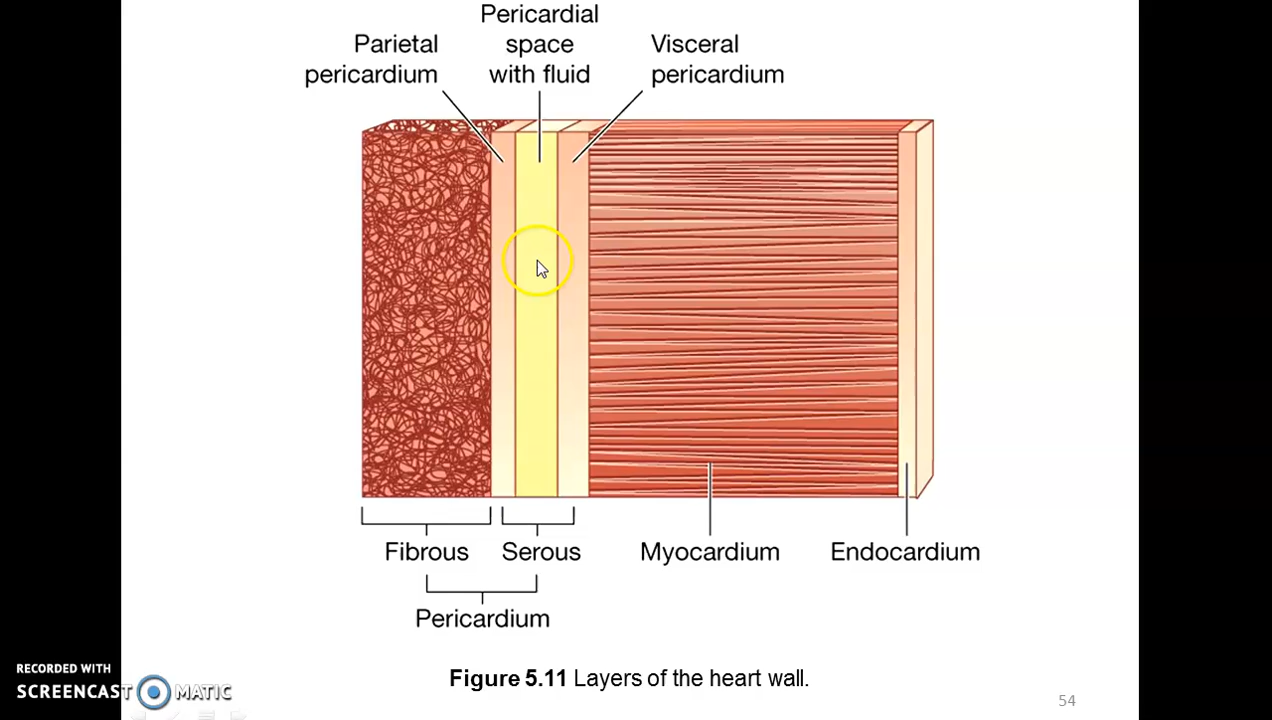 Pericardial
space
with fluid
Parietal
pericardium
Visceral
pericardium
Fibrous
Serous
Myocardium
Endocardium
Pericardium
Figure 5.11 Layers of the heart wall.
54
RECORDED WITH
SCREENCAST MATIC